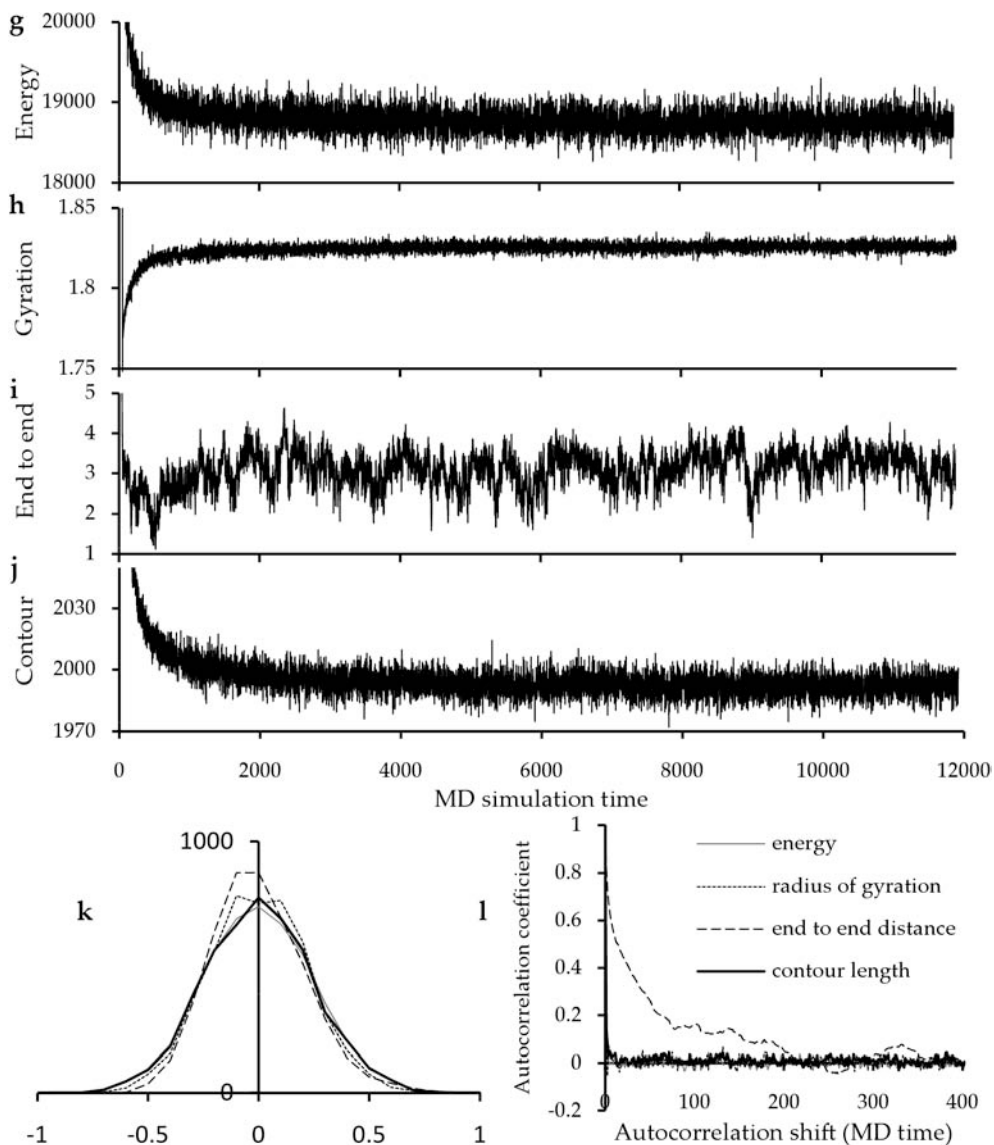 g
20000
19000
18000
Energy
h
1.85
1.8
1.75
Gyration
i
5
4
3
2
1
End to end
j
2030
2000
1970
Contour
0 2000 4000 6000 8000 10000 12000
MD simulation time
k
1000
0
-1 -0.5 0 0.5 1
l
1
0.8
0.6
0.4
0.2
0
-0.2
Autocorrelation coefficient
energy
radius of gyration
end to end distance
contour length
0 100 200 300 400
Autocorrelation shift (MD time)